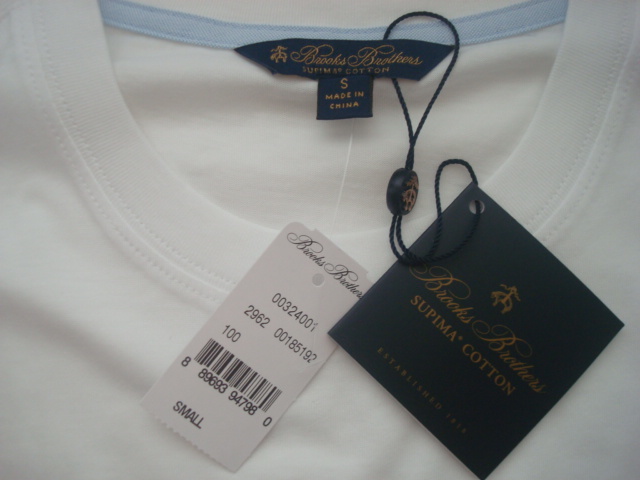 Brooks Brothers
SUPIMA® COTTON
S
MADE IN
CHINA
Brooks Brothers
2962 00185192
100
8 89693 94798 0
SMALL
Brooks Brothers
SUPIMA® COTTON
ESTABLISHED 1818